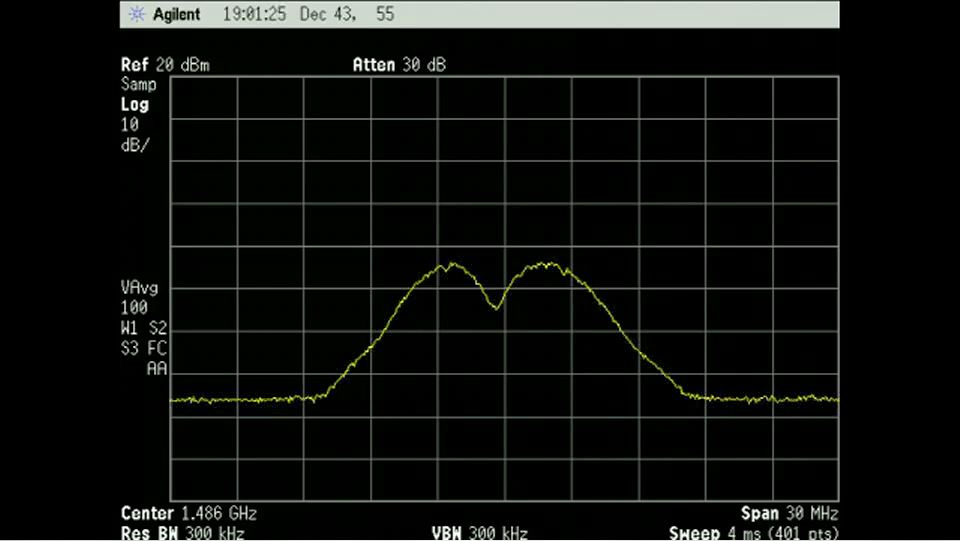 Agilent 19:01:25 Dec 43, 55
Ref 20 dBm Atten 30 dB
Samp
Log
10
dB/
VAvg
100
W1 S2
S3 FC
AA
Center 1.486 GHz Span 30 MHz
Res BW 300 kHz VBW 300 kHz Sweep 4 ms (401 pts)